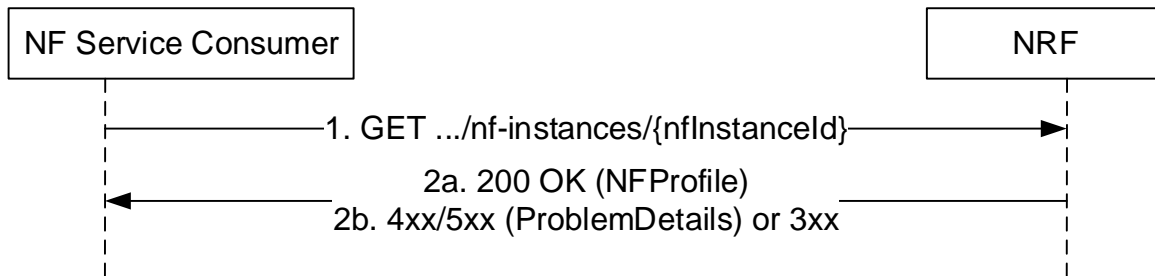 NF Service Consumer
NRF
1. GET .../nf-instances/{nfInstanceId}
2a. 200 OK (NFProfile)
2b. 4xx/5xx (ProblemDetails) or 3xx